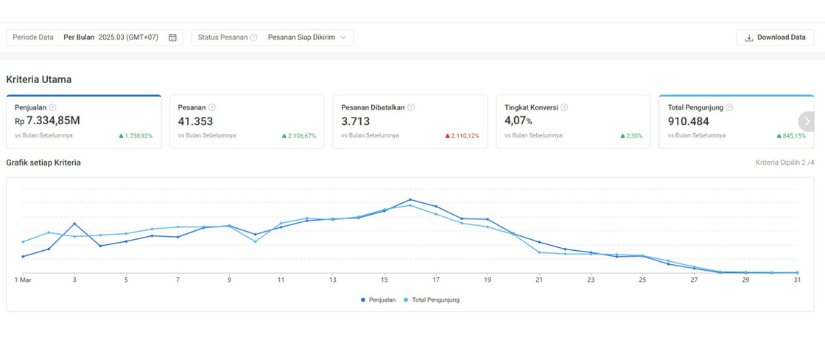 Periode Data Per Bulan 2025.03 (GMT+07) Status Pesanan Pesanan Siap Dikirim Download Data
Kriteria Utama
Penjualan Pesanan Pesanan Dibatalkan Tingkat Konversi Total Pengunjung
Rp 7.334,85M 41.353 3.713 4,07% 910.484
vs Bulan Sebelumnya 1.738,92% vs Bulan Sebelumnya 2.106,67% vs Bulan Sebelumnya 2.110,12% vs Bulan Sebelumnya 2,30% vs Bulan Sebelumnya 845,15%
Grafik setiap Kriteria Kriteria Dipilih 2 /4
1 Mar 3 5 7 9 11 13 15 16 17 19 21 23 25 27 29 31
Penjualan Total Pengunjung